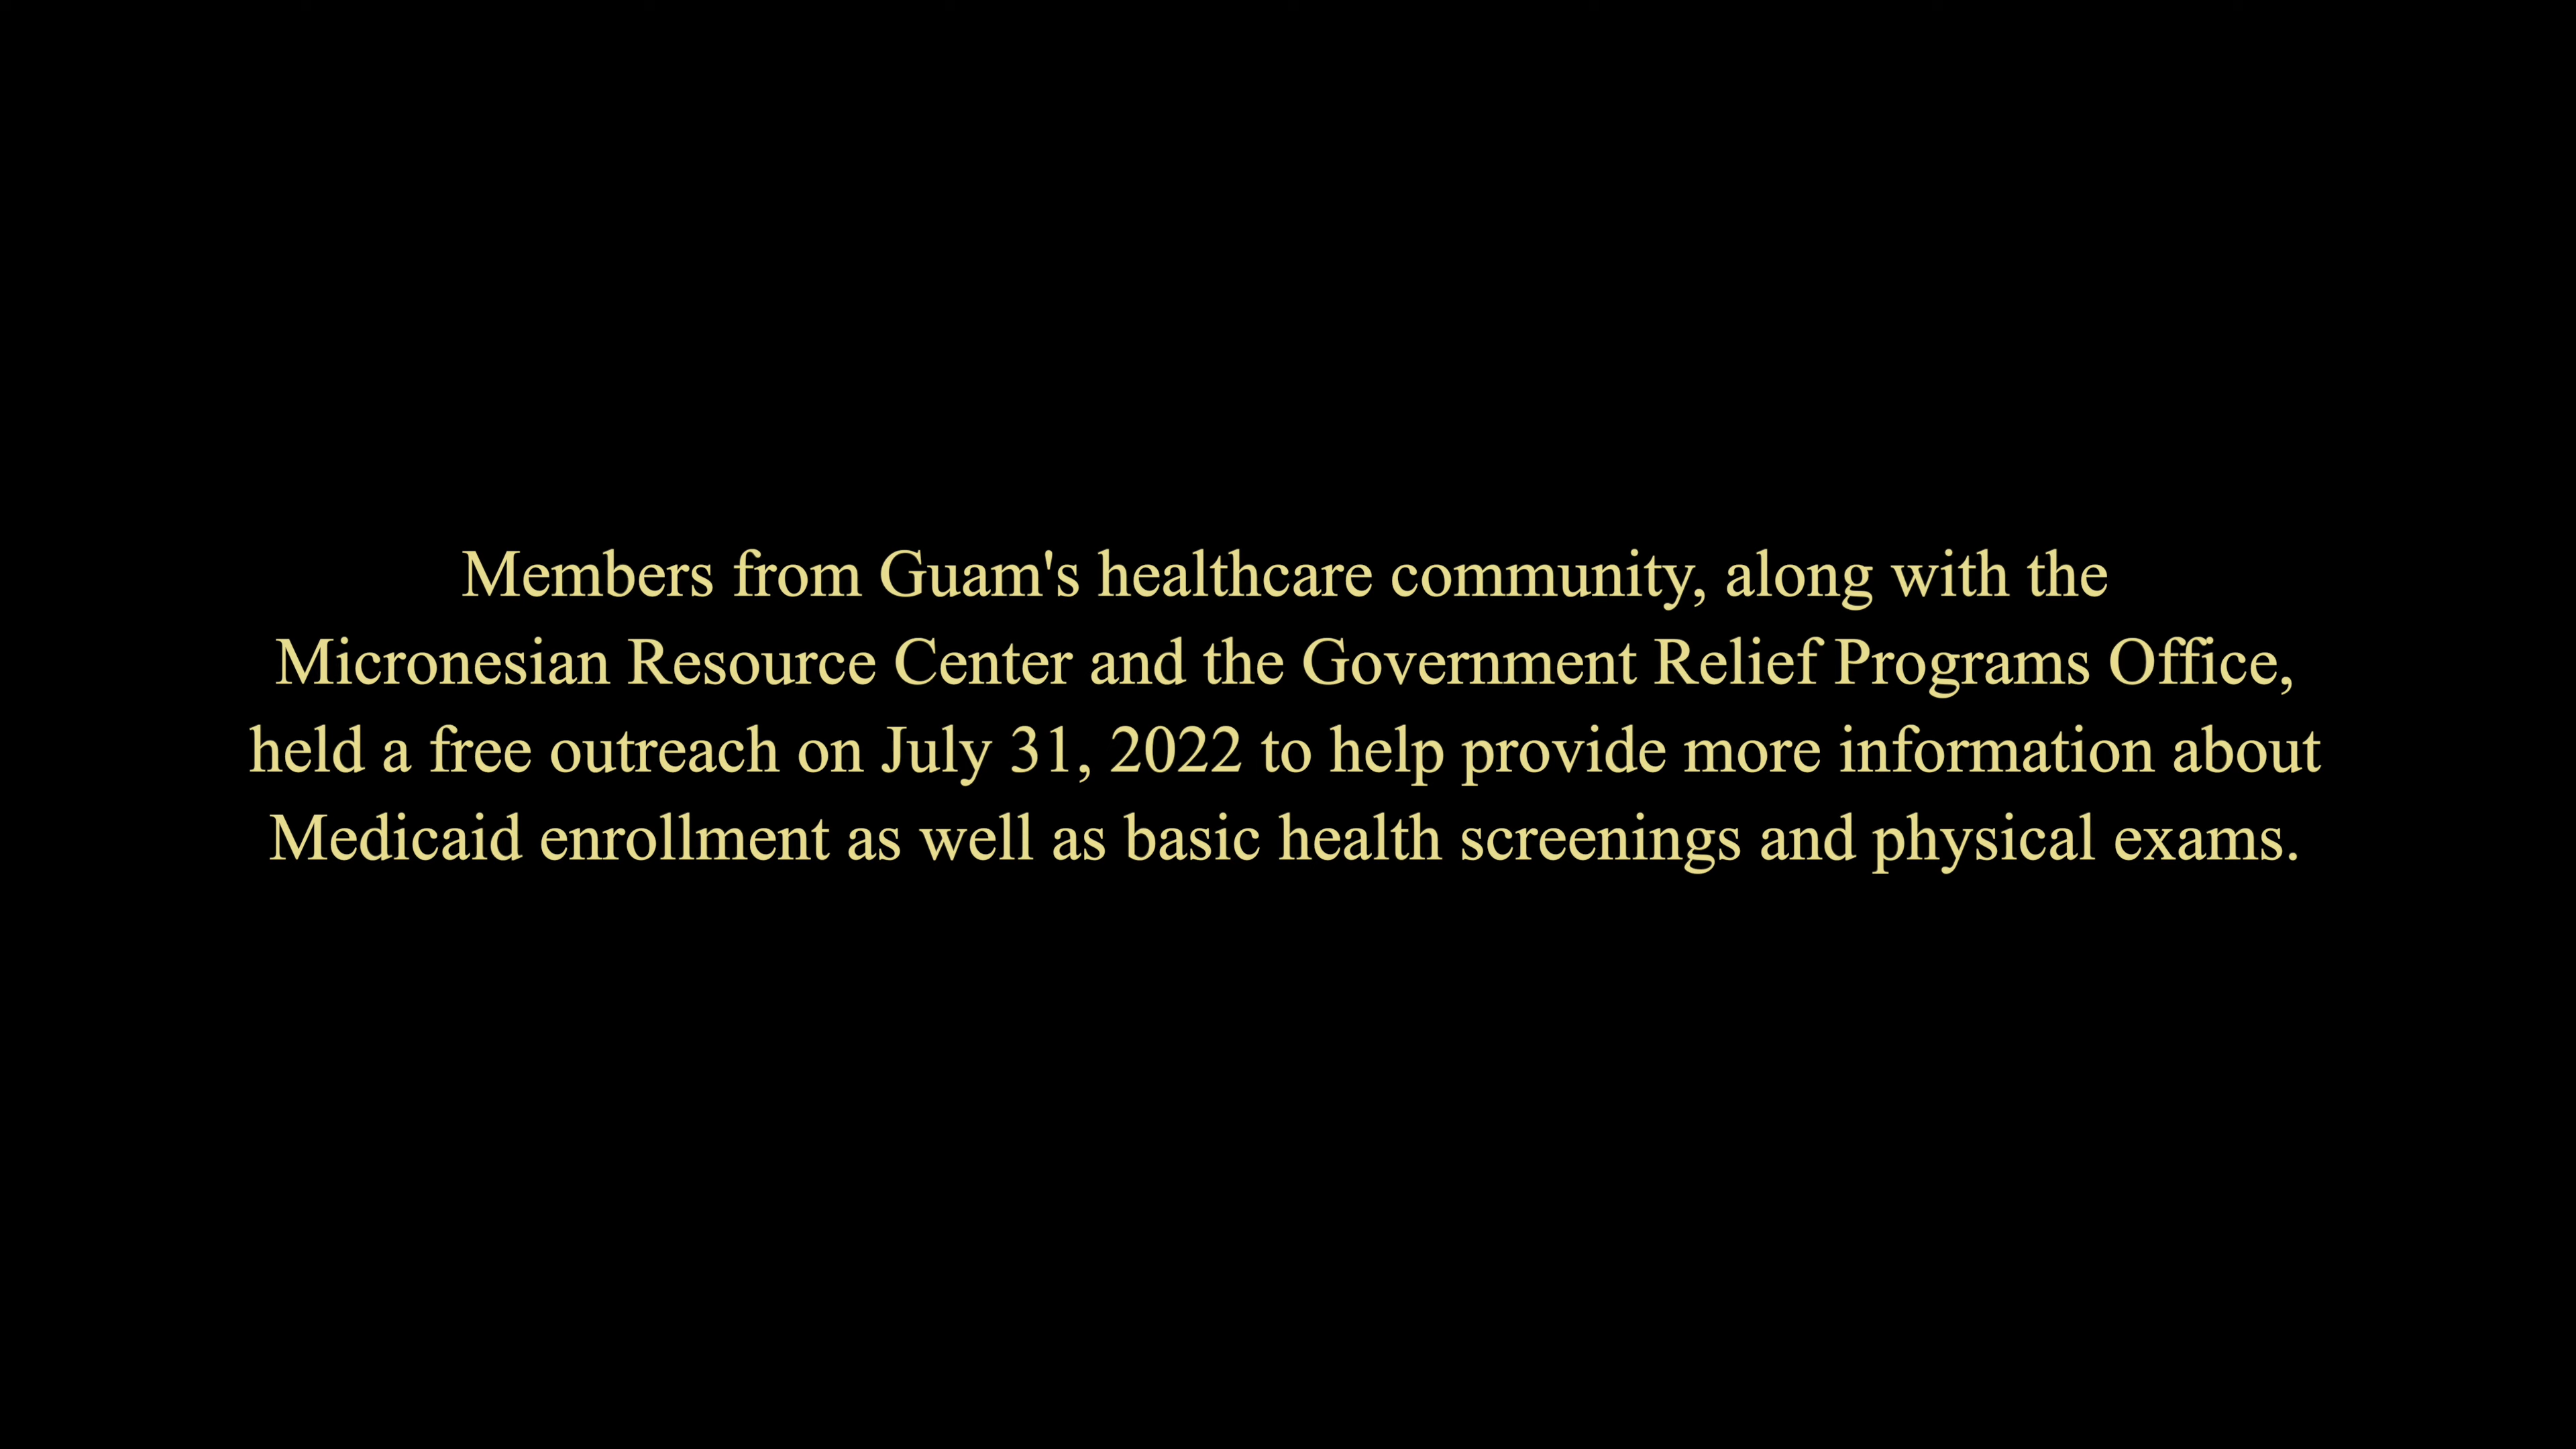 Members from Guam's healthcare community, along with the
Micronesian Resource Center and the Government Relief Programs Office,
held a free outreach on July 31, 2022 to help provide more information about
Medicaid enrollment as well as basic health screenings and physical exams.